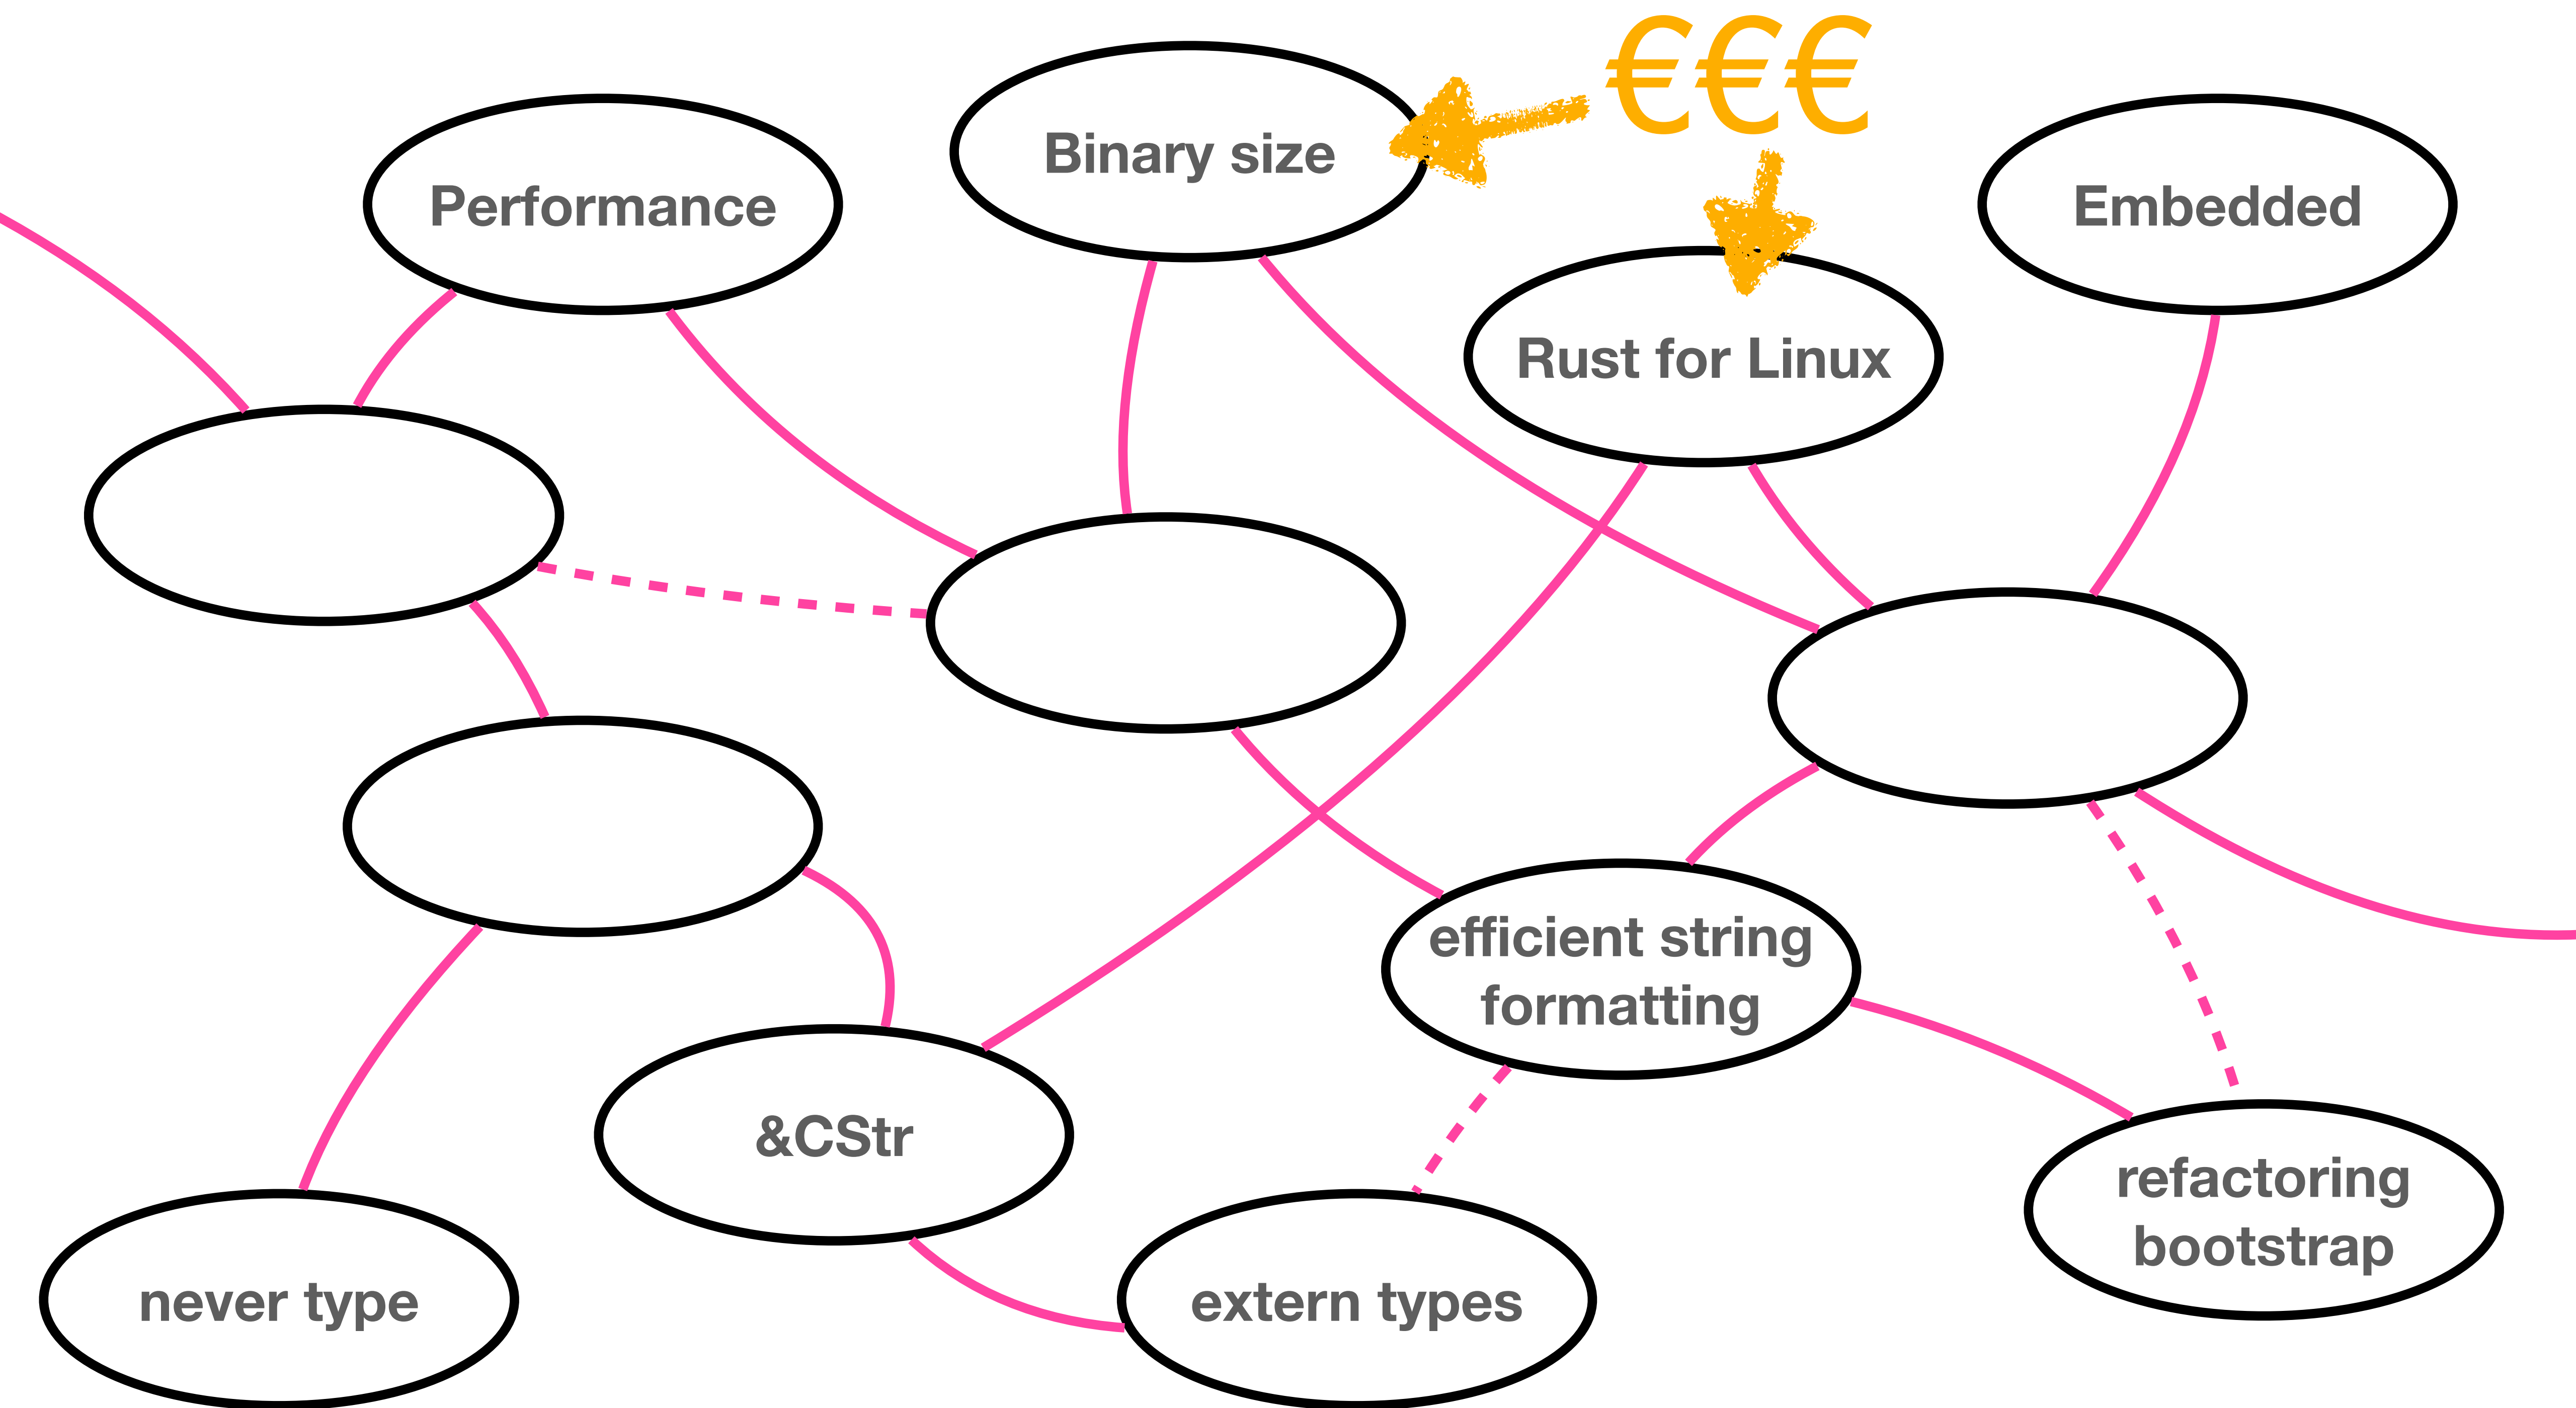 €€€
Performance
Binary size
Embedded
Rust for Linux
efficient string
formatting
&CStr
refactoring
bootstrap
never type
extern types